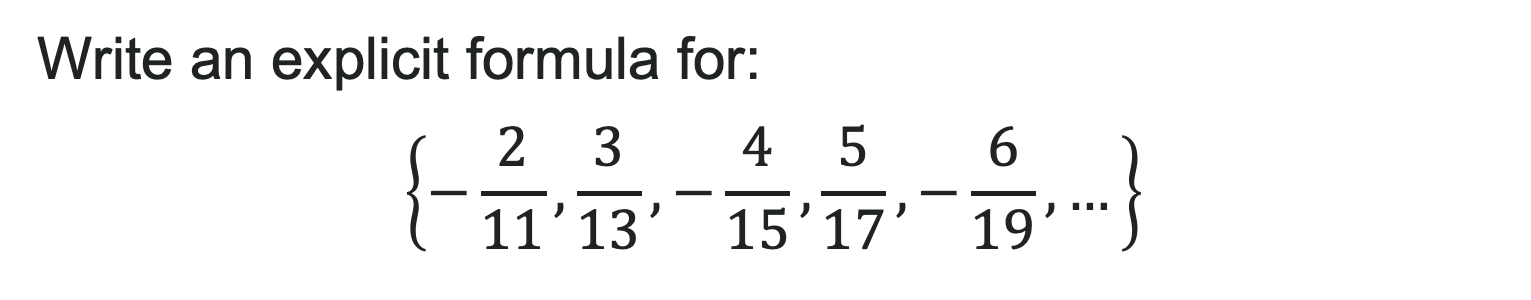 Write an explicit formula for:
{−2/11, 3/13, −4/15, 5/17, −6/19, ...}